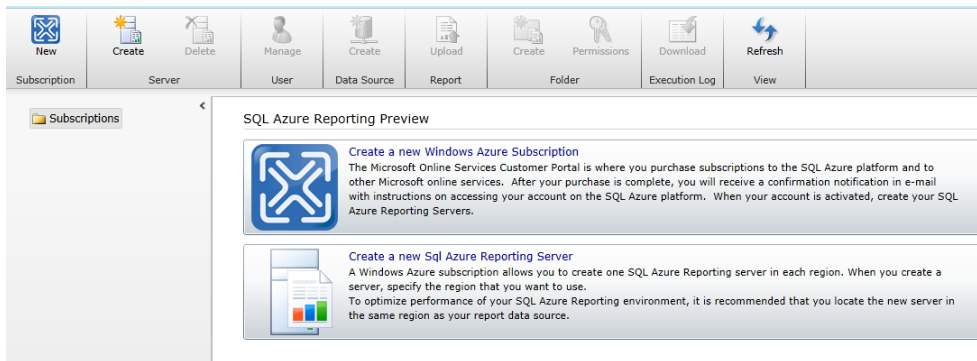 New Create Delete Manage Create Upload Create Permissions Download Refresh
Subscription Server User Data Source Report Folder Execution Log View
Subscriptions
SQL Azure Reporting Preview
Create a new Windows Azure Subscription
The Microsoft Online Services Customer Portal is where you purchase subscriptions to the SQL Azure platform and to
other Microsoft online services. After your purchase is complete, you will receive a confirmation notification in e-mail
with instructions on accessing your account on the SQL Azure platform. When your account is activated, create your SQL
Azure Reporting Servers.
Create a new Sql Azure Reporting Server
A Windows Azure subscription allows you to create one SQL Azure Reporting server in each region. When you create a
server, specify the region that you want to use.
To optimize performance of your SQL Azure Reporting environment, it is recommended that you locate the new server in
the same region as your report data source.